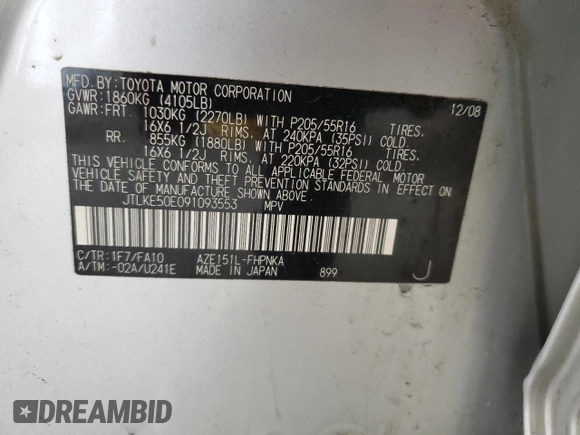 MFD. BY: TOYOTA MOTOR CORPORATION 12/08
GVWR: 1860KG (4105LB)
GAWR: FRT. 1030KG (2270LB) WITH P205/55R16 TIRES.
16X6 1/2J RIMS. AT 240KPA (35PSI) COLD
RR. 855KG (1880LB) WITH P205/55R16 TIRES.
16X6 1/2J RIMS. AT 220KPA (32PSI) COLD
THIS VEHICLE CONFORMS TO ALL APPLICABLE FEDERAL MOTOR
VEHICLE SAFETY AND THEFT PREVENTION STANDARDS IN EFFECT ON
THE DATE OF MANUFACTURE SHOWN ABOVE.
JTLKE50E091093553 MPV
C/TR: 1F7/FA10 AZE151L-FHPNKA
A/TM: -02A/U241E MADE IN JAPAN 899 J
DREAMBID